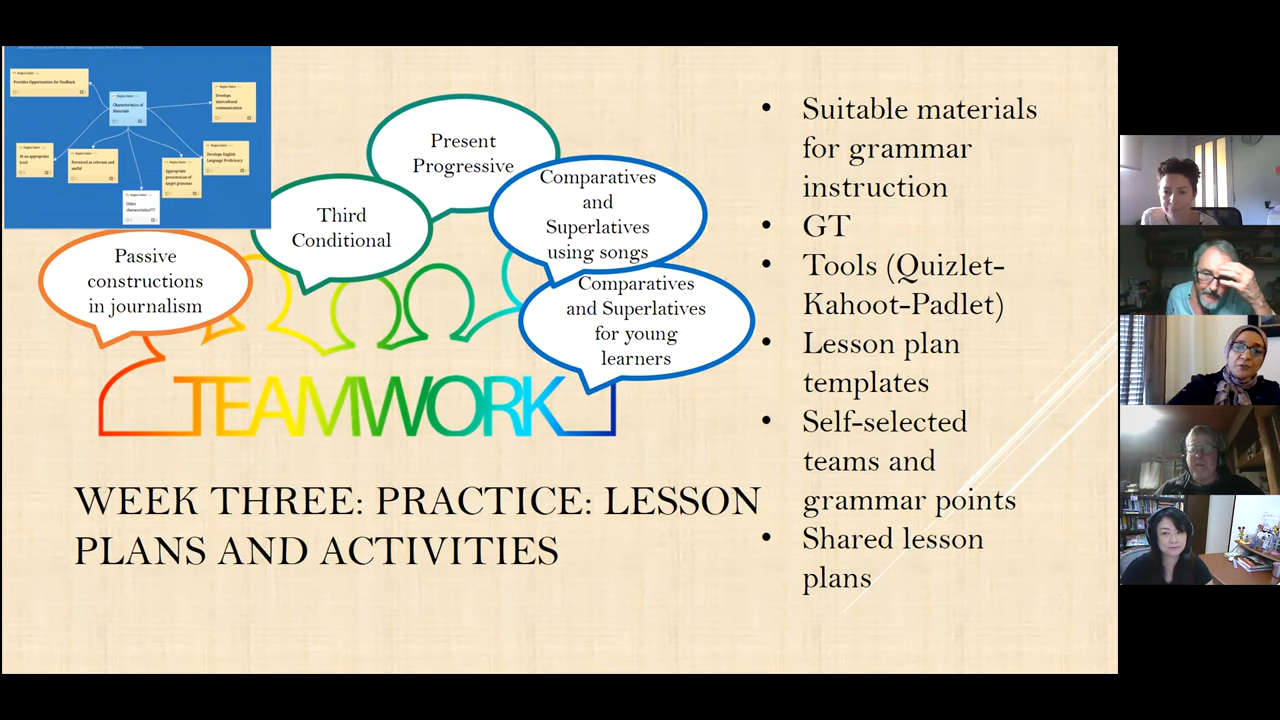 Provides Opportunities for Feedback
Characteristics of
Materials
Develops
intercultural
communication
At an appropriate
level
Perceived as relevant and
useful
Appropriate
presentation of
target grammar
Develops English
Language Proficiency
Other
characteristics???
Present
Progressive
Third
Conditional
Comparatives
and
Superlatives
using songs
Passive
constructions
in journalism
Comparatives
and Superlatives
for young
learners
TEAMWORK
WEEK THREE: PRACTICE: LESSON
PLANS AND ACTIVITIES
• Suitable materials
for grammar
instruction
• GT
• Tools (Quizlet-
Kahoot-Padlet)
• Lesson plan
templates
• Self-selected
teams and
grammar points
• Shared lesson
plans